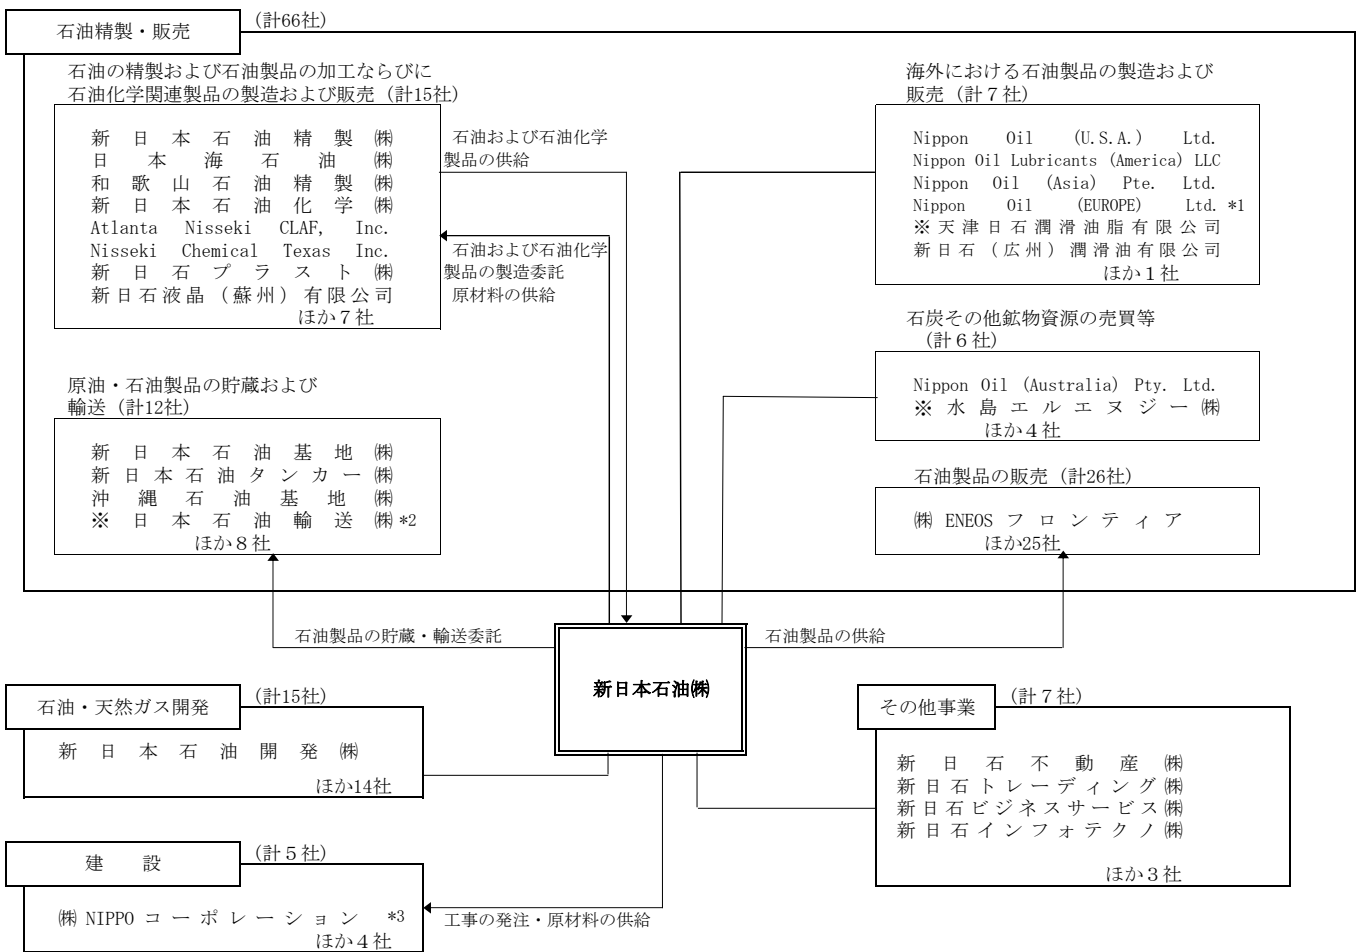 石油精製・販売
(計66社)
石油の精製および石油製品の加工ならびに
石油化学関連製品の製造および販売 (計15社)
新日本石油精製㈱
日本海石油㈱
和歌山石油精製㈱
新日本石油化学㈱
Atlanta Nisseki CLAF, Inc.
Nisseki Chemical Texas Inc.
新日石プラスト㈱
新日石液晶(蘇州)有限公司
ほか７社
石油および石油化学
製品の供給
石油および石油化学
製品の製造委託
原材料の供給
海外における石油製品の製造および
販売 (計７社)
Nippon Oil (U.S.A.) Ltd.
Nippon Oil Lubricants (America) LLC
Nippon Oil (Asia) Pte. Ltd.
Nippon Oil (EUROPE) Ltd. *1
※天津日石潤滑油脂有限公司
新日石(広州)潤滑油有限公司
ほか１社
石炭その他鉱物資源の売買等
(計６社)
Nippon Oil (Australia) Pty. Ltd.
※水島エルエヌジー㈱
ほか４社
原油・石油製品の貯蔵および
輸送 (計12社)
新日本石油基地㈱
新日本石油タンカー㈱
沖縄石油基地㈱
※日本石油輸送㈱ *2
ほか８社
石油製品の販売 (計26社)
㈱ENEOSフロンティア
ほか25社
石油製品の貯蔵・輸送委託
石油製品の供給
新日本石油㈱
石油・天然ガス開発
(計15社)
新日本石油開発㈱
ほか14社
その他事業
(計７社)
新日石不動産㈱
新日石トレーディング㈱
新日石ビジネスサービス㈱
新日石インフォテクノ㈱
ほか３社
建設
(計５社)
㈱NIPPOコーポレーション *3
ほか４社
工事の発注・原材料の供給